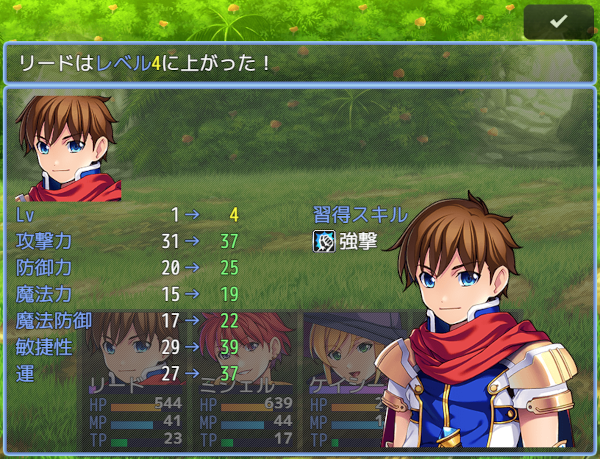 リードはレベル4に上がった！
Lv 1→ 4
習得スキル
攻撃力 31→ 37
強撃
防御力 20→ 25
魔法力 15→ 19
魔法防御 17→ 22
敏捷性 29→ 39
運 27→ 37
リード ミシェル
HP 544 HP 639 HP
MP 41 MP 44 MP
TP 23 TP 17 TP